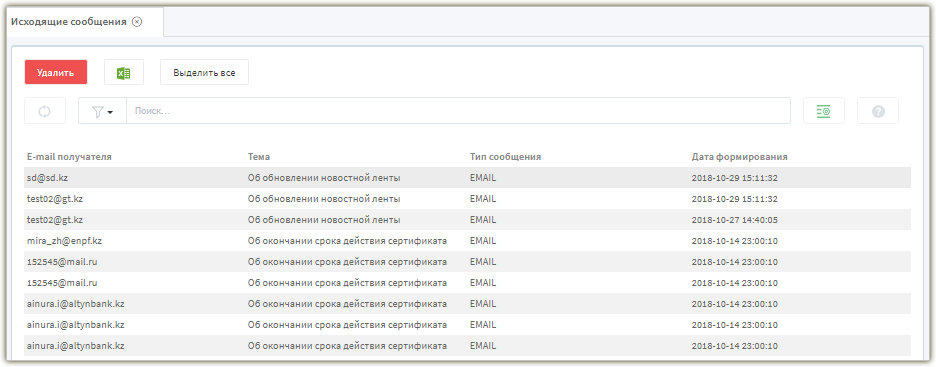 Исходящие сообщения
Удалить
Выделить все
Поиск...
E-mail получателя Тема Тип сообщения Дата формирования
sd@sd.kz Об обновлении новостной ленты EMAIL 2018-10-29 15:11:32
test02@gt.kz Об обновлении новостной ленты EMAIL 2018-10-29 15:11:32
test02@gt.kz Об обновлении новостной ленты EMAIL 2018-10-27 14:40:05
mira_zh@enpf.kz Об окончании срока действия сертификата EMAIL 2018-10-14 23:00:10
152545@mail.ru Об окончании срока действия сертификата EMAIL 2018-10-14 23:00:10
152545@mail.ru Об окончании срока действия сертификата EMAIL 2018-10-14 23:00:10
ainura.i@altynbank.kz Об окончании срока действия сертификата EMAIL 2018-10-14 23:00:10
ainura.i@altynbank.kz Об окончании срока действия сертификата EMAIL 2018-10-14 23:00:10
ainura.i@altynbank.kz Об окончании срока действия сертификата EMAIL 2018-10-14 23:00:10